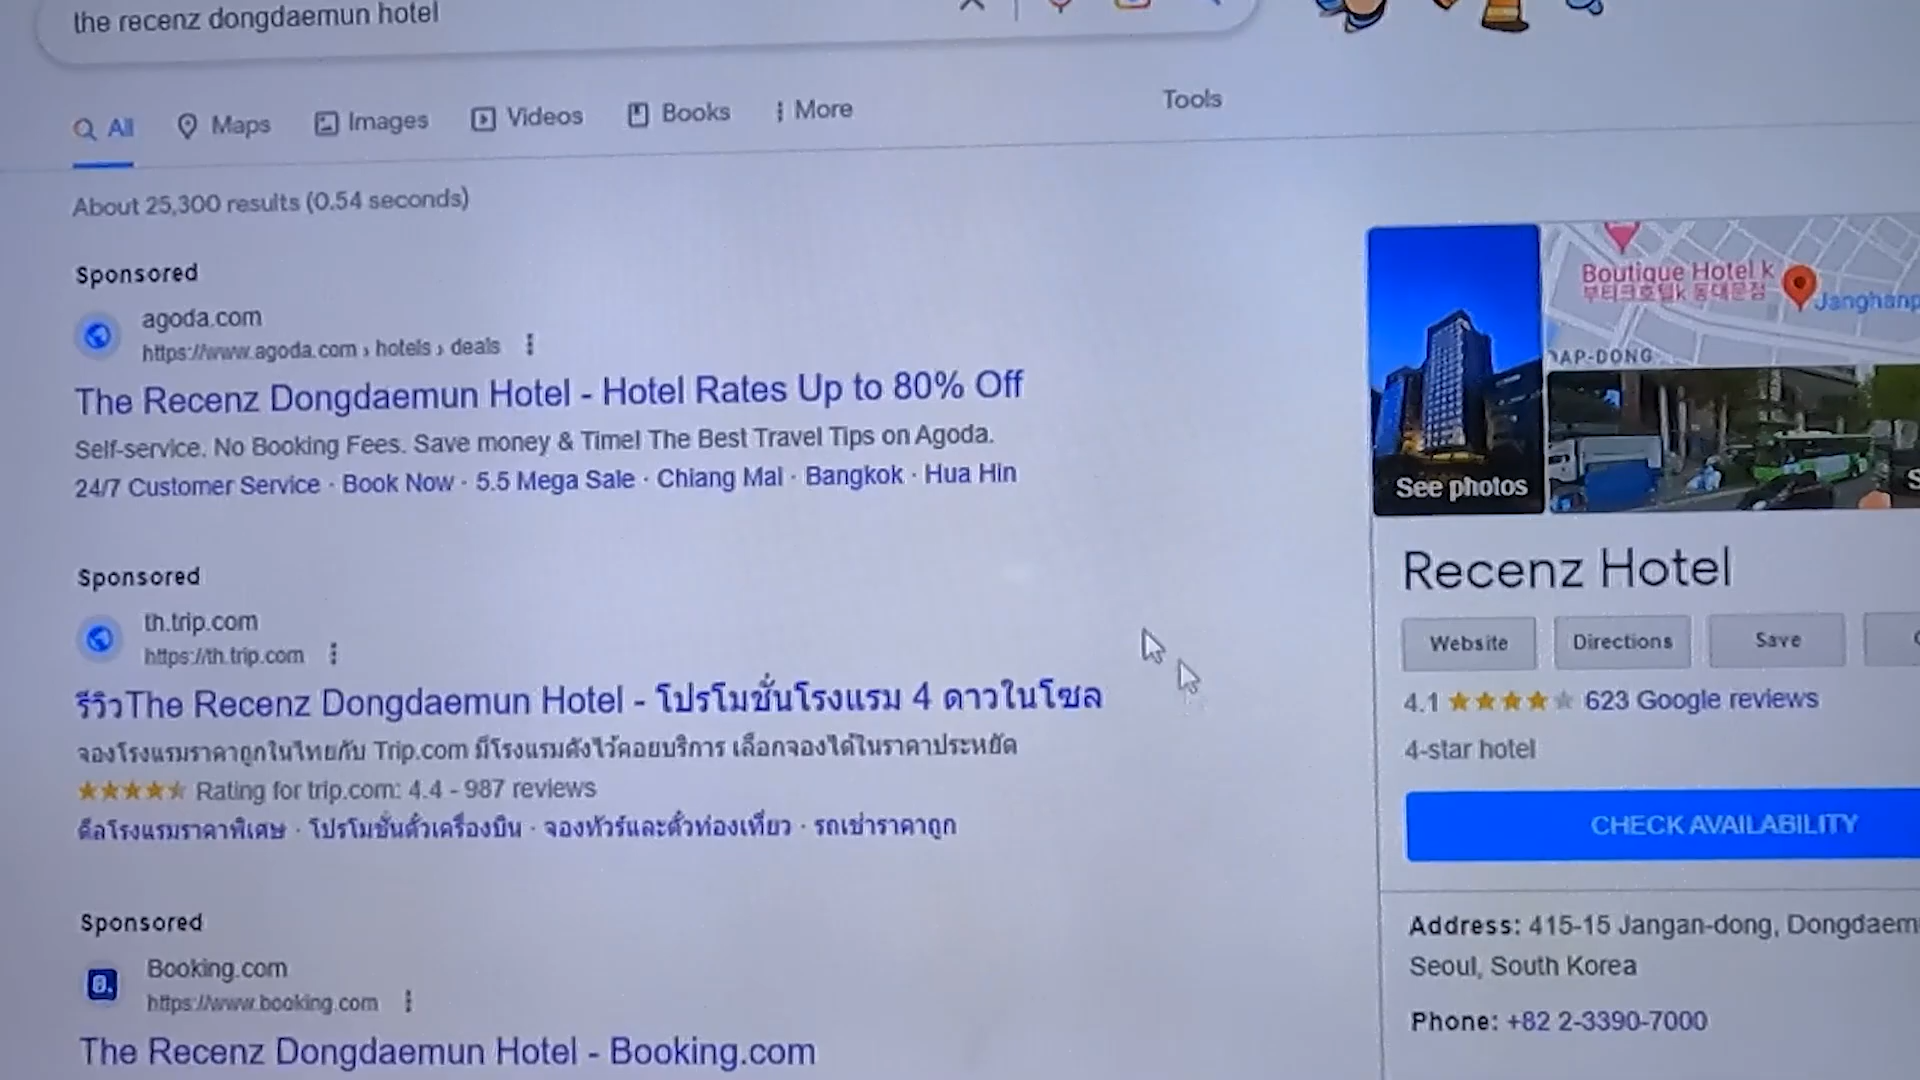 the recenz dongdaemun hotel
All Maps Images Videos Books More Tools
About 25,300 results (0.54 seconds)
Sponsored
agoda.com
https://www.agoda.com › hotels › deals
The Recenz Dongdaemun Hotel - Hotel Rates Up to 80% Off
Self-service. No Booking Fees. Save money & Time! The Best Travel Tips on Agoda.
24/7 Customer Service · Book Now · 5.5 Mega Sale · Chiang Mai · Bangkok · Hua Hin
Sponsored
th.trip.com
https://th.trip.com
รีวิวThe Recenz Dongdaemun Hotel - โปรโมชั่นโรงแรม 4 ดาวในโซล
จองโรงแรมราคาถูกในไทยกับ Trip.com มีโรงแรมดังไว้คอยบริการ เลือกจองได้ในราคาประหยัด
Rating for trip.com: 4.4 - 987 reviews
ดีลโรงแรมราคาพิเศษ · โปรโมชั่นตั๋วเครื่องบิน · จองทัวร์และตั๋วท่องเที่ยว · รถเช่าราคาถูก
Sponsored
Booking.com
https://www.booking.com
The Recenz Dongdaemun Hotel - Booking.com
Boutique Hotel k
부티크호텔k 동대문점
Janghanp
DAP-DONG
See photos
S
Recenz Hotel
Website Directions Save
4.1 623 Google reviews
4-star hotel
CHECK AVAILABILITY
Address: 415-15 Jangan-dong, Dongdaem
Seoul, South Korea
Phone: +82 2-3390-7000